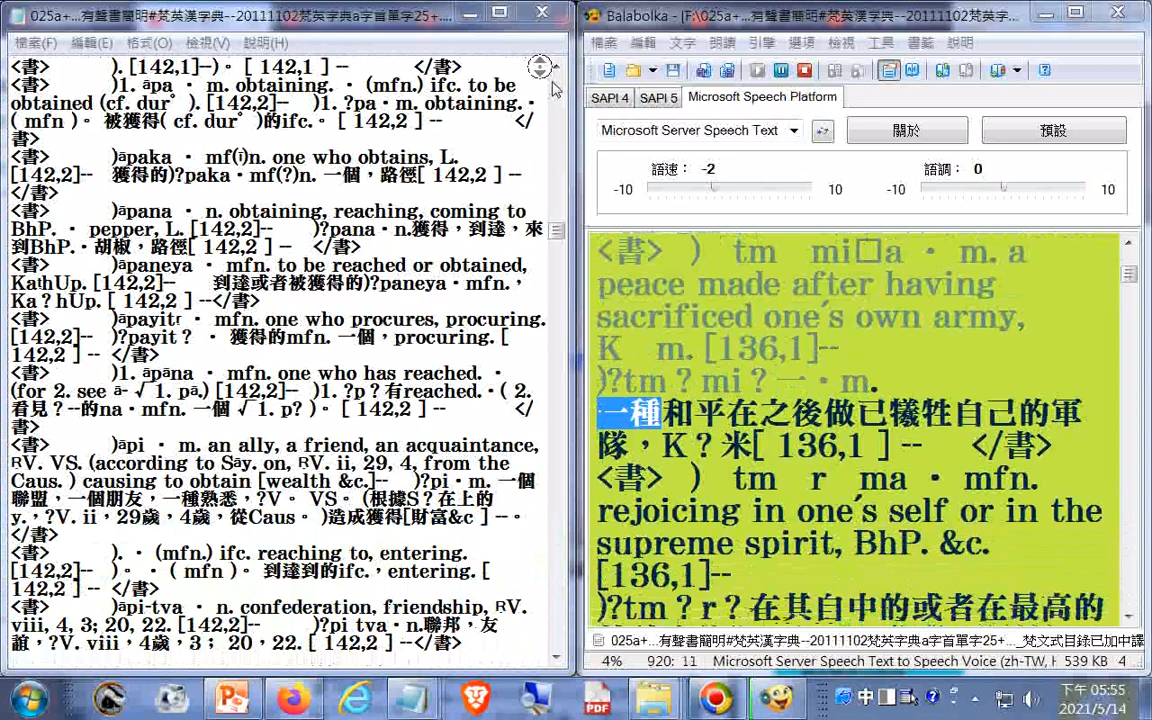 025a+...有聲書簡明#梵英漢字典--20111102梵英字典a字首單字25+...
檔案(F) 編輯(E) 格式(O) 檢視(V) 說明(H)
<書> ). [142,1]--)。[ 142,1 ] -- </書>
<書> )1. āpa · m. obtaining. · (mfn.) ifc. to be
obtained (cf. dur° ). [142,2]-- )1. ?pa · m. obtaining. ·
( mfn )。 被獲得( cf. dur° )的ifc.。[ 142,2 ] -- </
書>
<書> )āpaka · mf(ī)n. one who obtains, L.
[142,2]-- 獲得的)?paka · mf(?)n. 一個，路徑[ 142,2 ] --
</書>
<書> )āpana · n. obtaining, reaching, coming to
BhP. · pepper, L. [142,2]-- )?pana · n.獲得，到達，來
到BhP. · 胡椒，路徑[ 142,2 ] -- </書>
<書> )āpaneya · mfn. to be reached or obtained,
KaṭhUp. [142,2]-- 到達或者被獲得的)?paneya · mfn.，
Ka？hUp. [ 142,2 ] --</書>
<書> )āpayitṛ · mfn. one who procures, procuring.
[142,2]-- )?payit？ · 獲得的mfn. 一個，procuring. [
142,2 ] -- </書>
<書> )1. āpāna · mfn. one who has reached. ·
(for 2. see ā- √ 1. pā.) [142,2]-- )1. ?p？有reached. · ( 2.
看見？--的na · mfn. 一個 √ 1. p? )。[ 142,2 ] -- </
書>
<書> )āpi · m. an ally, a friend, an acquaintance,
RV. VS. (according to Sāy. on, RV. ii, 29, 4, from the
Caus. ) causing to obtain [wealth &c.]-- )?pi · m. 一個
聯盟，一個朋友，一種熟悉，?V。 VS。 (根據S？在上的
y.，?V. ii，29歲，4歲，從Caus。 )造成獲得[財富&c ] --。
</書>
<書> ). · (mfn.) ifc. reaching to, entering.
[142,2]-- )。 · ( mfn )。 到達到的ifc.，entering. [
142,2 ] -- </書>
<書> )āpi-tva · n. confederation, friendship, RV.
viii, 4, 3; 20, 22. [142,2]-- )?pi tva · n.聯邦，友
誼，?V. viii，4歲，3； 20，22. [ 142,2 ] --</書>
Balabolka - [F:\025a+...有聲書簡明#梵英漢字典--20111102梵英字...
檔案 編輯 文字 朗讀 引擎 選項 檢視 工具 書籤 說明
SAPI 4 SAPI 5 Microsoft Speech Platform
Microsoft Server Speech Text 關於 預設
語速： -2 語調： 0
-10 10 -10 10
<書> ) tm mi□a · m. a
peace made after having
sacrificed one´s own army,
K m. [136,1]--
)?tm？mi？一 · m.
一種和平在之後做已犧牲自己的軍
隊，K？米[ 136,1 ] -- </書>
<書> ) tm r ma · mfn.
rejoicing in one´s self or in the
supreme spirit, BhP. &c.
[136,1]--
)?tm？r？在其自中的或者在最高的
025a+...有聲書簡明#梵英漢字典--20111102梵英字典a字首單字25+..._梵文式目錄已加中譯
4% 920: 11 Microsoft Server Speech Text to Speech Voice (zh-TW, H 539 KB 4
PDF 中 下午 05:55
2021/5/14